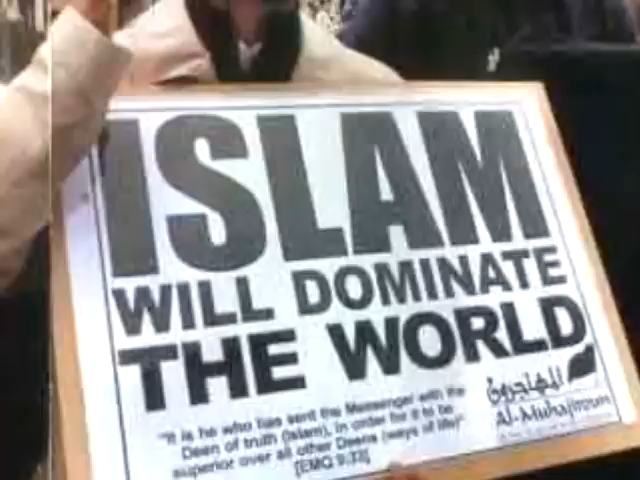 ISLAM
WILL DOMINATE
THE WORLD
"It is he who has sent the Messenger with the
Deen of truth (Islam), in order for it to be
superior over all other Deens (ways of life)"
[EMQ 9:33]
المهاجرون
Al-Muhajiroun